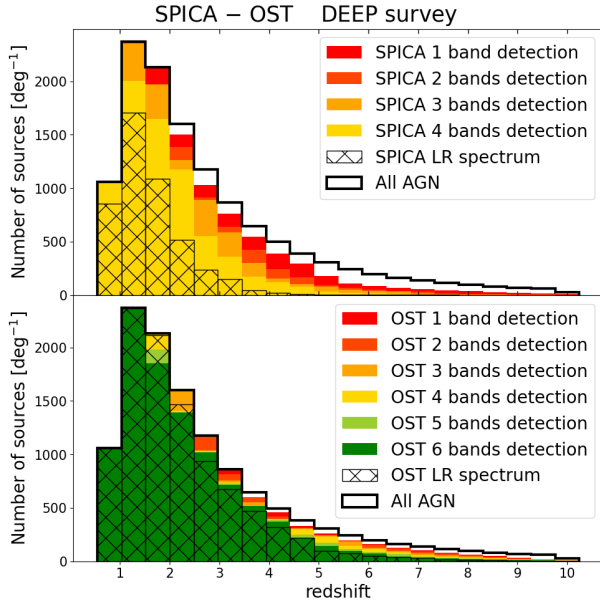 SPICA − OST DEEP survey
Number of sources [deg⁻¹]
2000
1500
1000
500
0
SPICA 1 band detection
SPICA 2 bands detection
SPICA 3 bands detection
SPICA 4 bands detection
SPICA LR spectrum
All AGN
Number of sources [deg⁻¹]
2000
1500
1000
500
0
OST 1 band detection
OST 2 bands detection
OST 3 bands detection
OST 4 bands detection
OST 5 bands detection
OST 6 bands detection
OST LR spectrum
All AGN
1 2 3 4 5 6 7 8 9 10
redshift